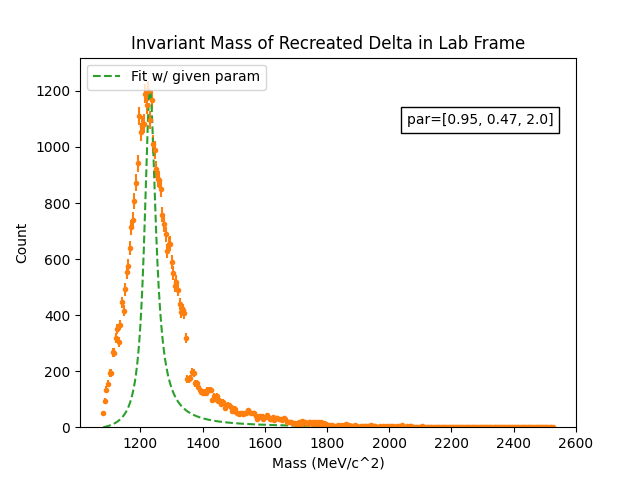 Invariant Mass of Recreated Delta in Lab Frame
Fit w/ given param
par=[0.95, 0.47, 2.0]
Count
1200
1000
800
600
400
200
0
1200 1400 1600 1800 2000 2200 2400 2600
Mass (MeV/c^2)